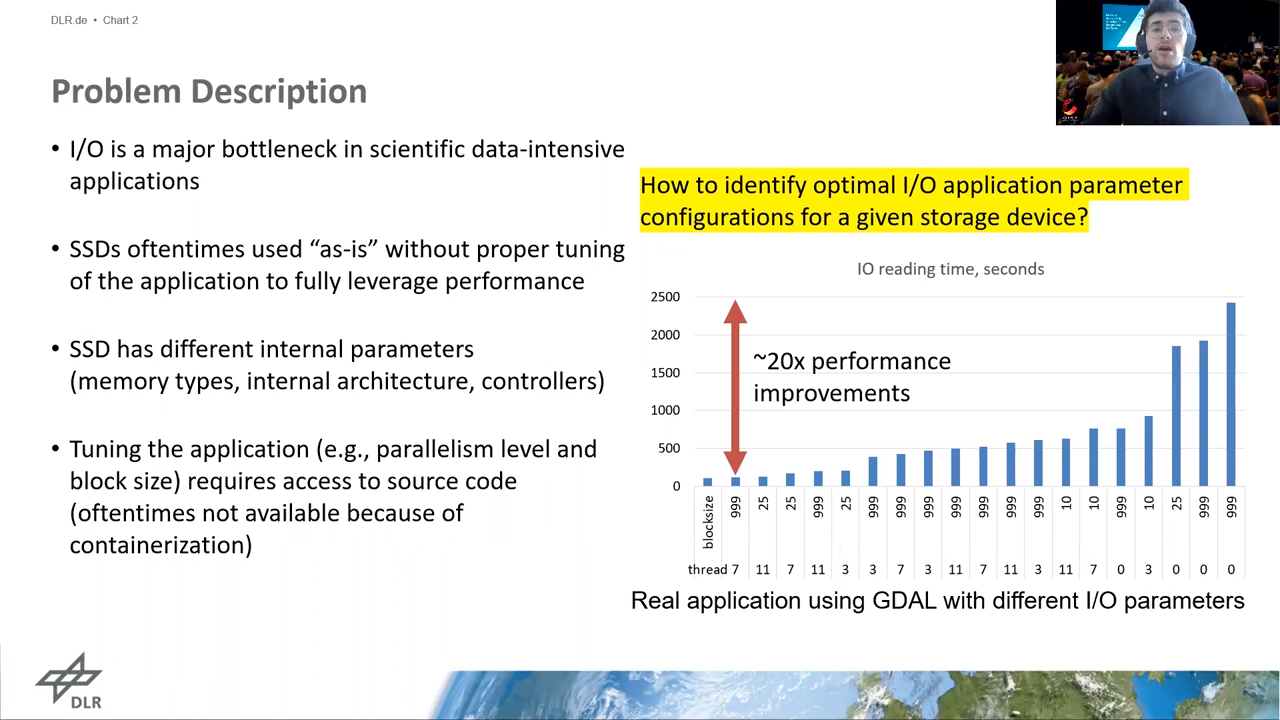 DLR.de • Chart 2
Problem Description
• I/O is a major bottleneck in scientific data-intensive
applications
• SSDs oftentimes used “as-is” without proper tuning
of the application to fully leverage performance
• SSD has different internal parameters
(memory types, internal architecture, controllers)
• Tuning the application (e.g., parallelism level and
block size) requires access to source code
(oftentimes not available because of
containerization)
How to identify optimal I/O application parameter
configurations for a given storage device?
IO reading time, seconds
2500
2000
1500
1000
500
0
~20x performance
improvements
blocksize 999 25 25 999 25 999 999 999 999 999 999 999 10 10 999 10 25 999 999
thread 7 11 7 11 3 3 7 3 11 7 11 3 11 7 0 3 0 0 0
Real application using GDAL with different I/O parameters
DLR